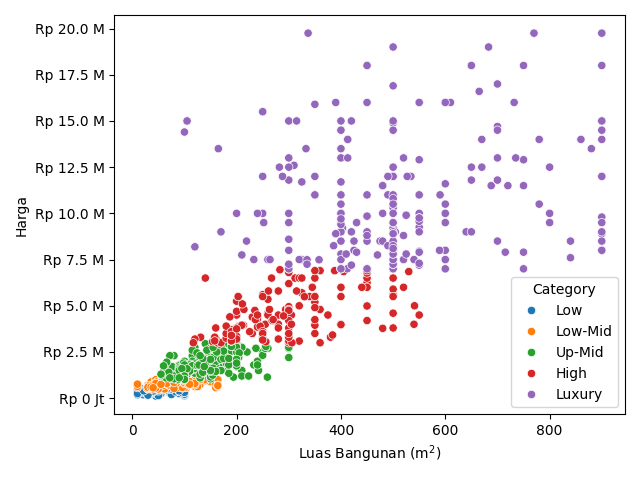 Rp 20.0 M
Rp 17.5 M
Rp 15.0 M
Rp 12.5 M
Rp 10.0 M
Rp 7.5 M
Rp 5.0 M
Rp 2.5 M
Rp 0 Jt
Harga
0 200 400 600 800
Luas Bangunan (m²)
Category
Low
Low-Mid
Up-Mid
High
Luxury